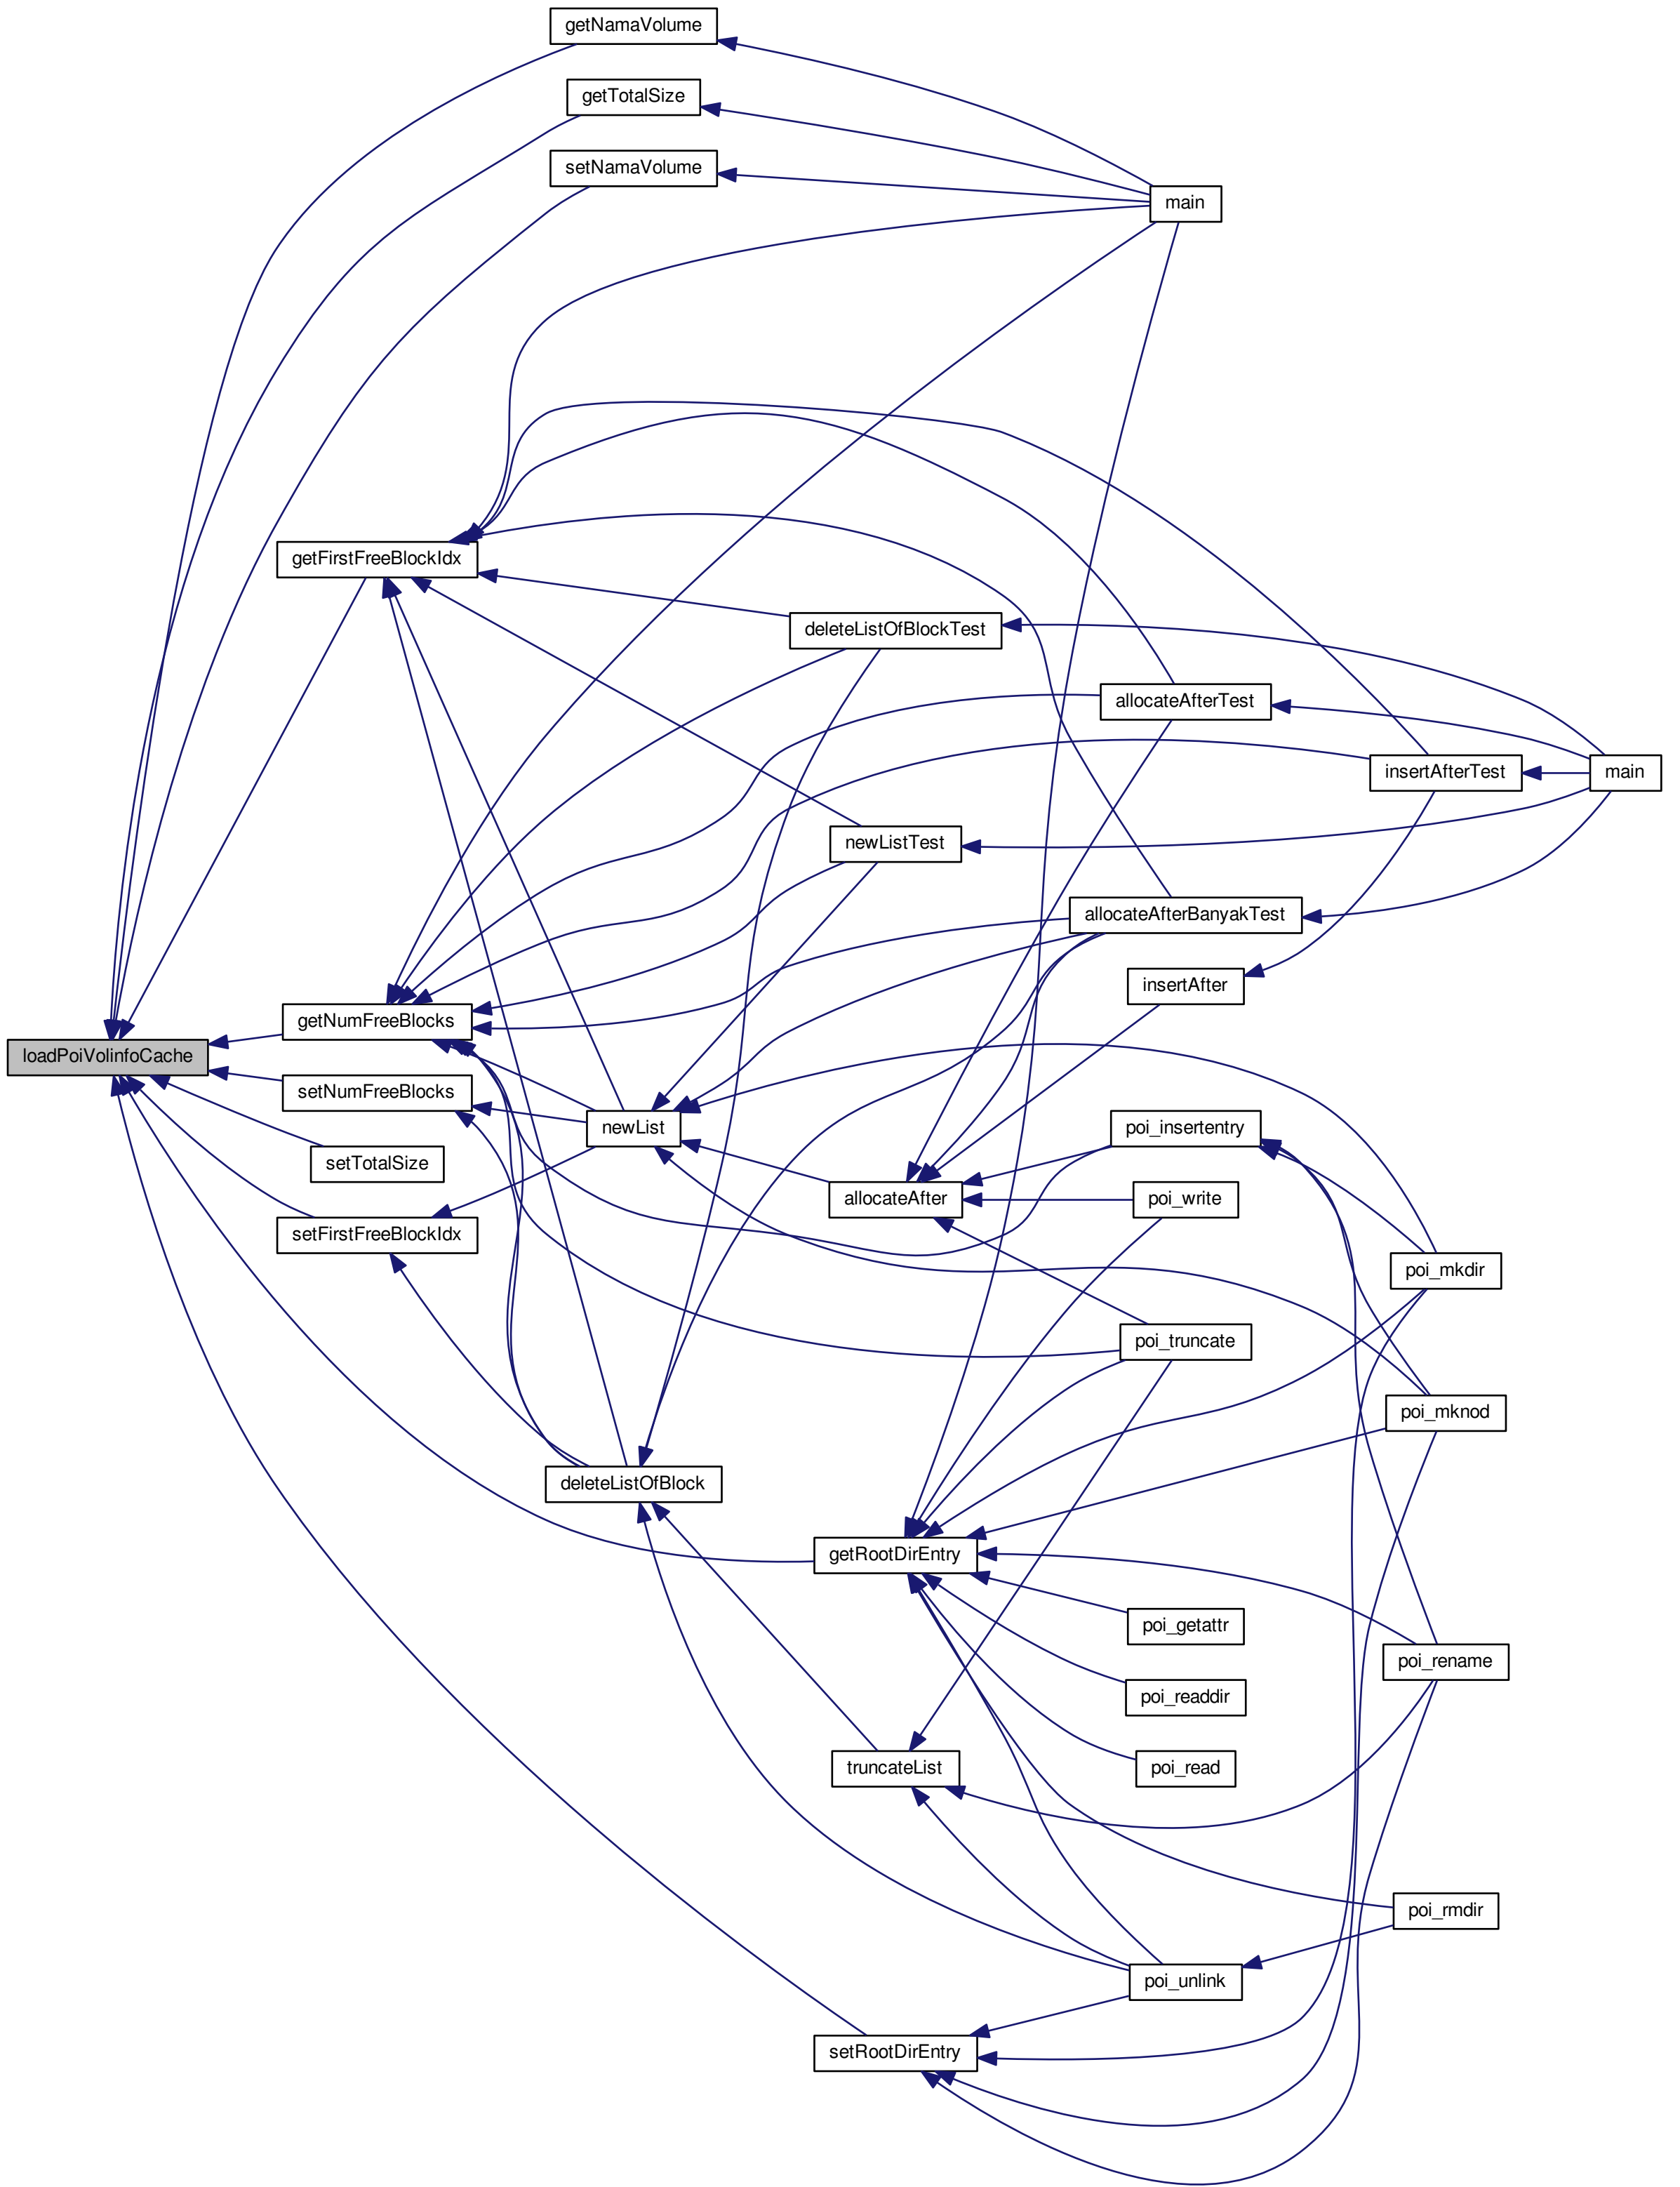 getNamaVolume
getTotalSize
setNamaVolume
main
getFirstFreeBlockIdx
deleteListOfBlockTest
allocateAfterTest
insertAfterTest
main
newListTest
allocateAfterBanyakTest
insertAfter
getNumFreeBlocks
loadPoiVolinfoCache
setNumFreeBlocks
newList
poi_insertentry
setTotalSize
allocateAfter
poi_write
setFirstFreeBlockIdx
poi_mkdir
poi_truncate
poi_mknod
deleteListOfBlock
getRootDirEntry
poi_getattr
poi_rename
poi_readdir
truncateList
poi_read
poi_rmdir
poi_unlink
setRootDirEntry